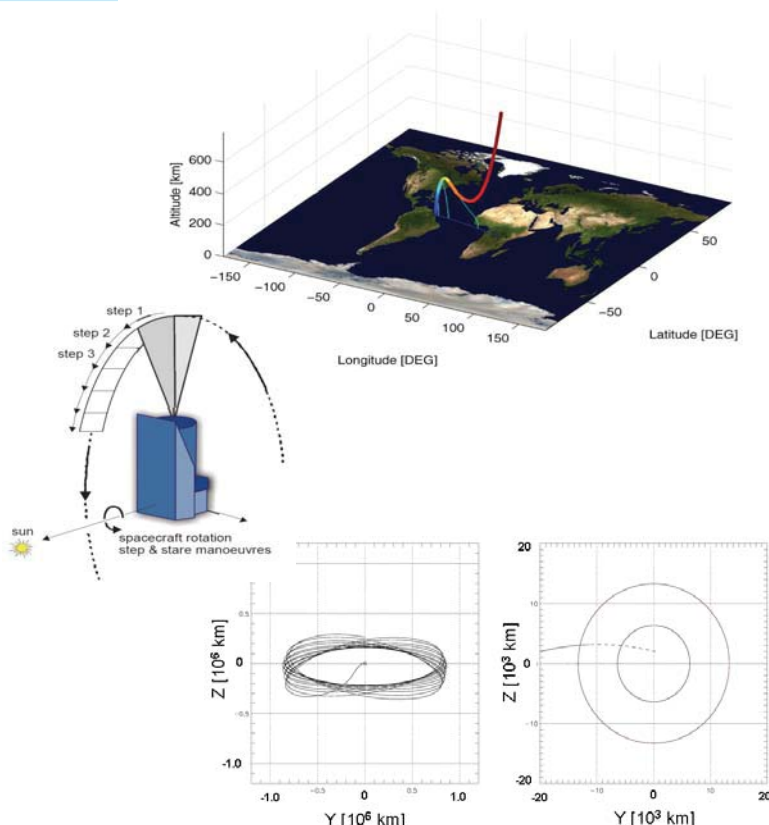 Altitude [km]
600
400
200
0
−150
−100
−50
0
50
100
150
Longitude [DEG]
50
0
−50
Latitude [DEG]
step 1
step 2
step 3
sun
spacecraft rotation
step & stare manoeuvres
Z [10⁶ km]
0.5
0
-0.5
-1.0
-1.0
-0.5
0
0.5
1.0
Y [10⁶ km]
Z [10³ km]
20
10
0
-10
-20
-20
-10
0
10
20
Y [10³ km]